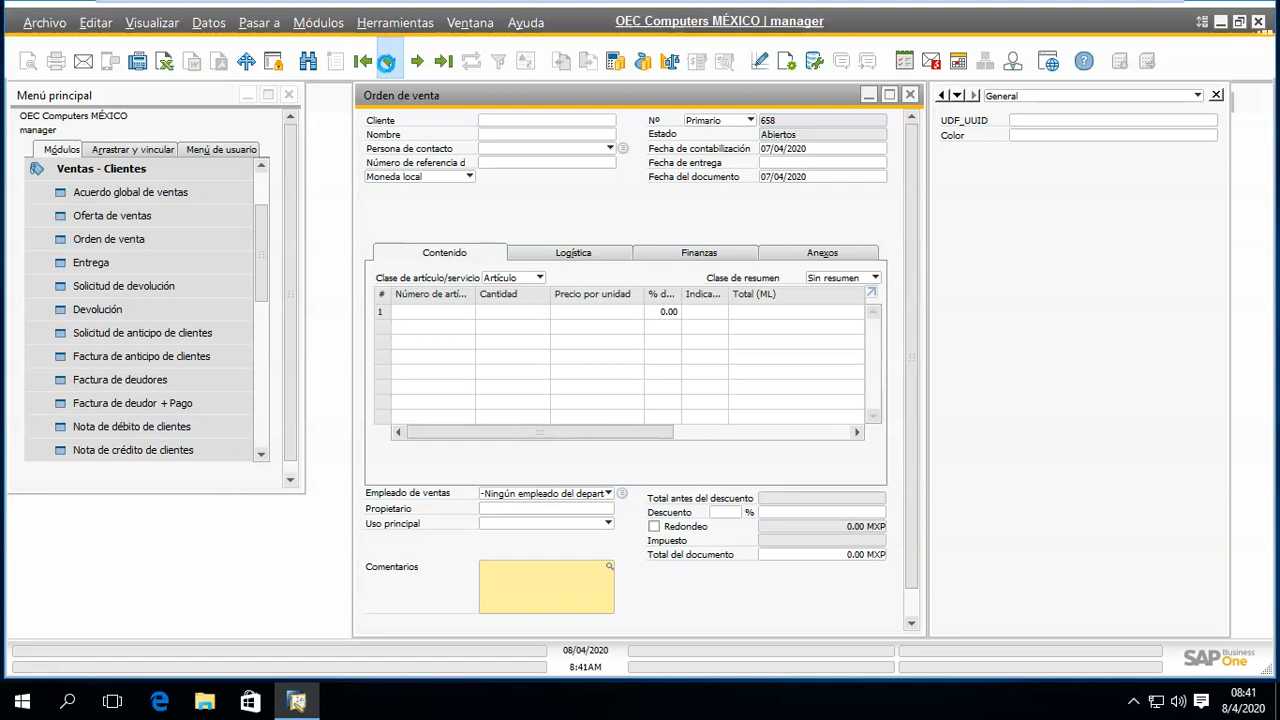 Archivo Editar Visualizar Datos Pasar a Módulos Herramientas Ventana Ayuda OEC Computers MÉXICO | manager
Menú principal
OEC Computers MÉXICO
manager
Módulos Arrastrar y vincular Menú de usuario
Ventas - Clientes
Acuerdo global de ventas
Oferta de ventas
Orden de venta
Entrega
Solicitud de devolución
Devolución
Solicitud de anticipo de clientes
Factura de anticipo de clientes
Factura de deudores
Factura de deudor + Pago
Nota de débito de clientes
Nota de crédito de clientes
Orden de venta
Cliente
Nombre
Persona de contacto
Número de referencia d
Moneda local
Nº Primario 658
Estado Abiertos
Fecha de contabilización 07/04/2020
Fecha de entrega
Fecha del documento 07/04/2020
Contenido Logística Finanzas Anexos
Clase de artículo/servicio Artículo Clase de resumen Sin resumen
# Número de artí... Cantidad Precio por unidad % d... Indica... Total (ML)
1 0.00
Empleado de ventas -Ningún empleado del depart
Propietario
Uso principal
Comentarios
Total antes del descuento
Descuento %
Redondeo 0.00 MXP
Impuesto
Total del documento 0.00 MXP
General
UDF_UUID
Color
08/04/2020
8:41AM
SAP Business One
08:41
8/4/2020